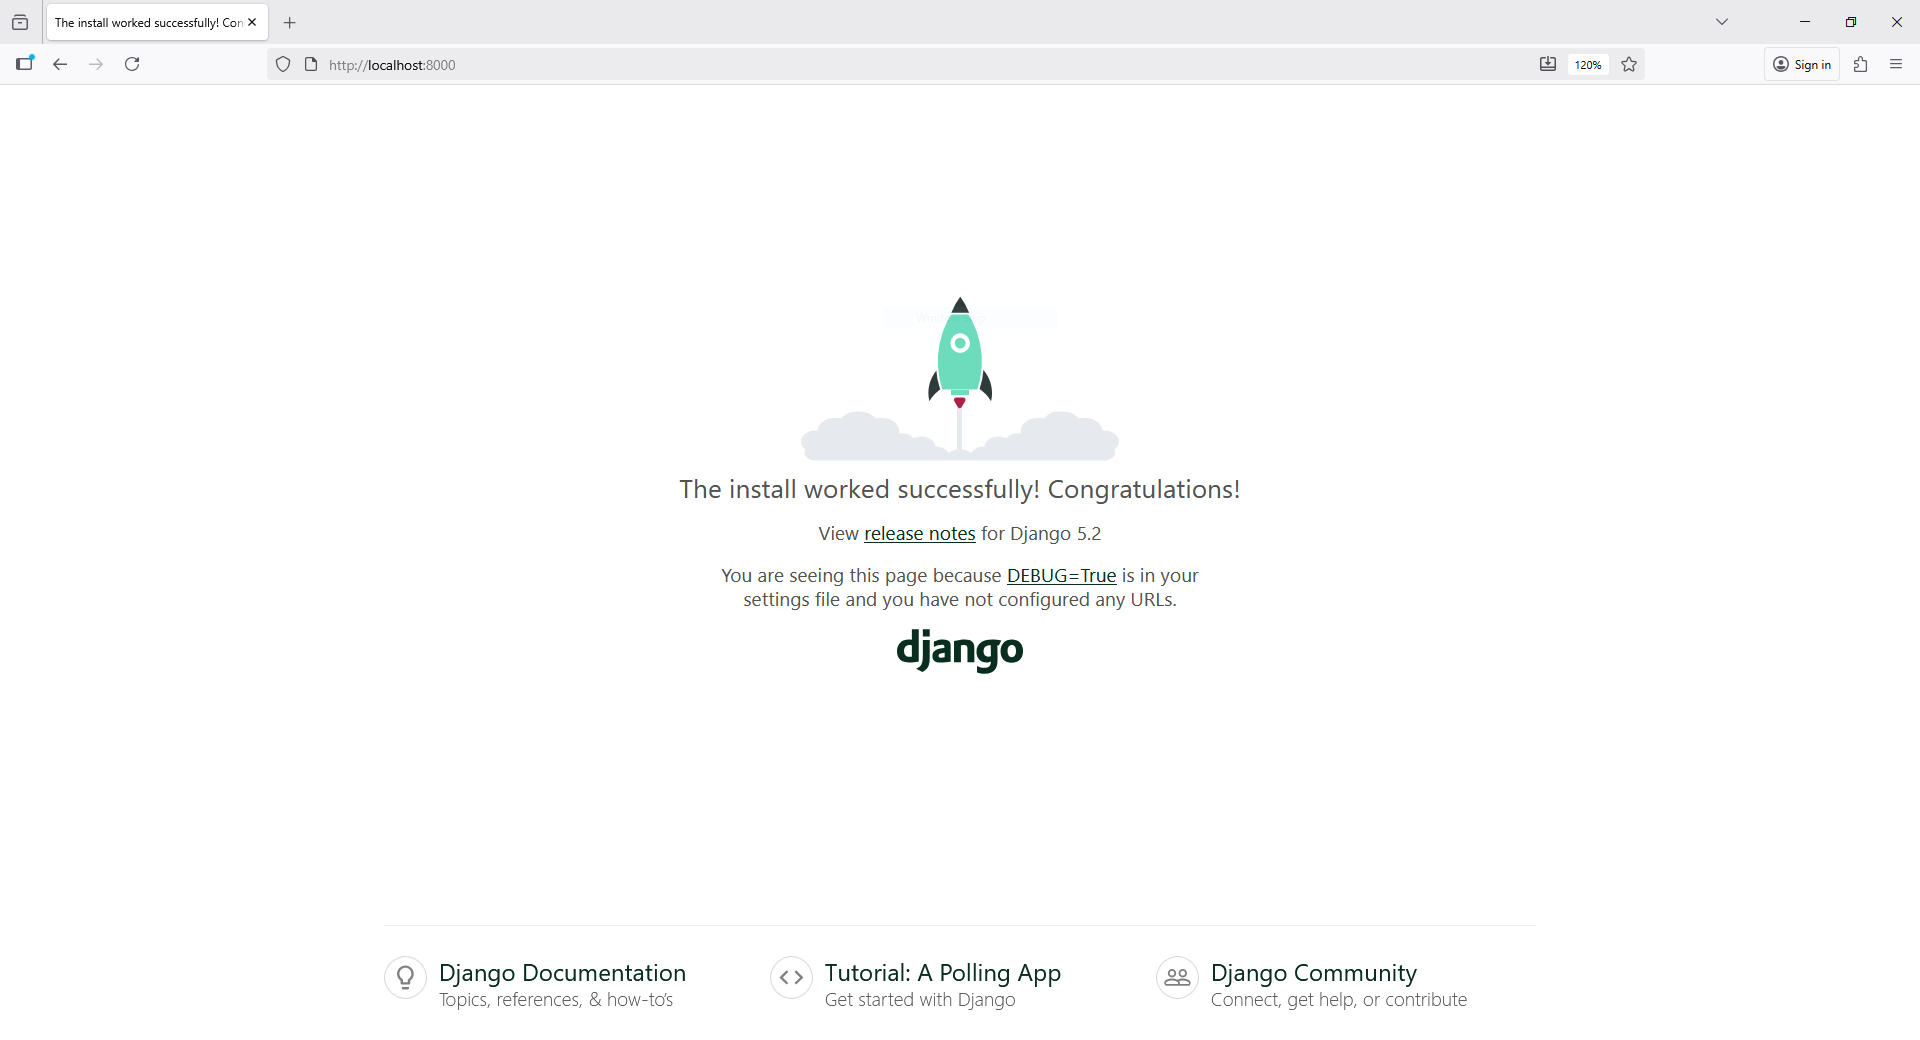 The install worked successfully! Con
http://localhost:8000
120%
Sign in
The install worked successfully! Congratulations!
View release notes for Django 5.2
You are seeing this page because DEBUG=True is in your
settings file and you have not configured any URLs.
django
Django Documentation
Topics, references, & how-to’s
Tutorial: A Polling App
Get started with Django
Django Community
Connect, get help, or contribute